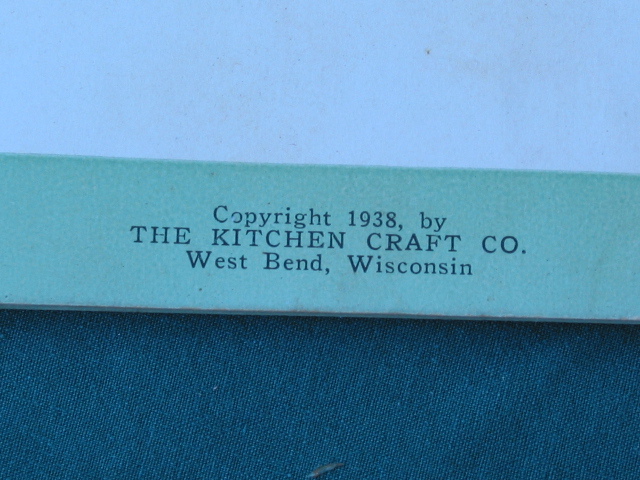 Copyright 1938, by
THE KITCHEN CRAFT CO.
West Bend, Wisconsin